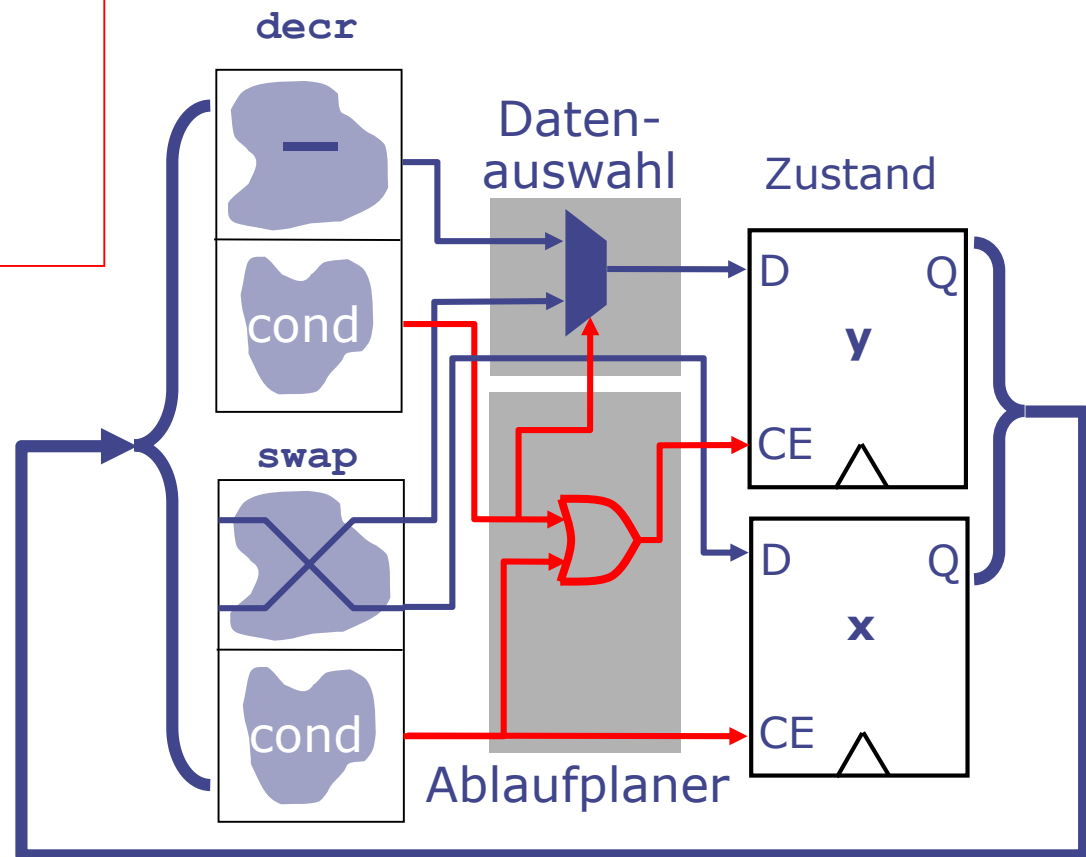 decr
Daten-
auswahl
Zustand
cond
D
Q
y
CE
swap
cond
D
Q
x
CE
Ablaufplaner